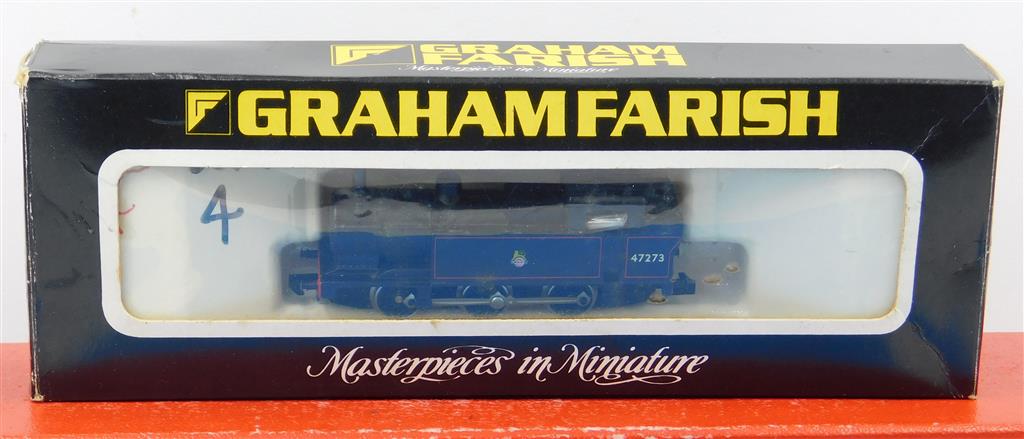 GRAHAM
FARISH
Masterpieces in Miniature
GRAHAM FARISH
4
47273
Masterpieces in Miniature